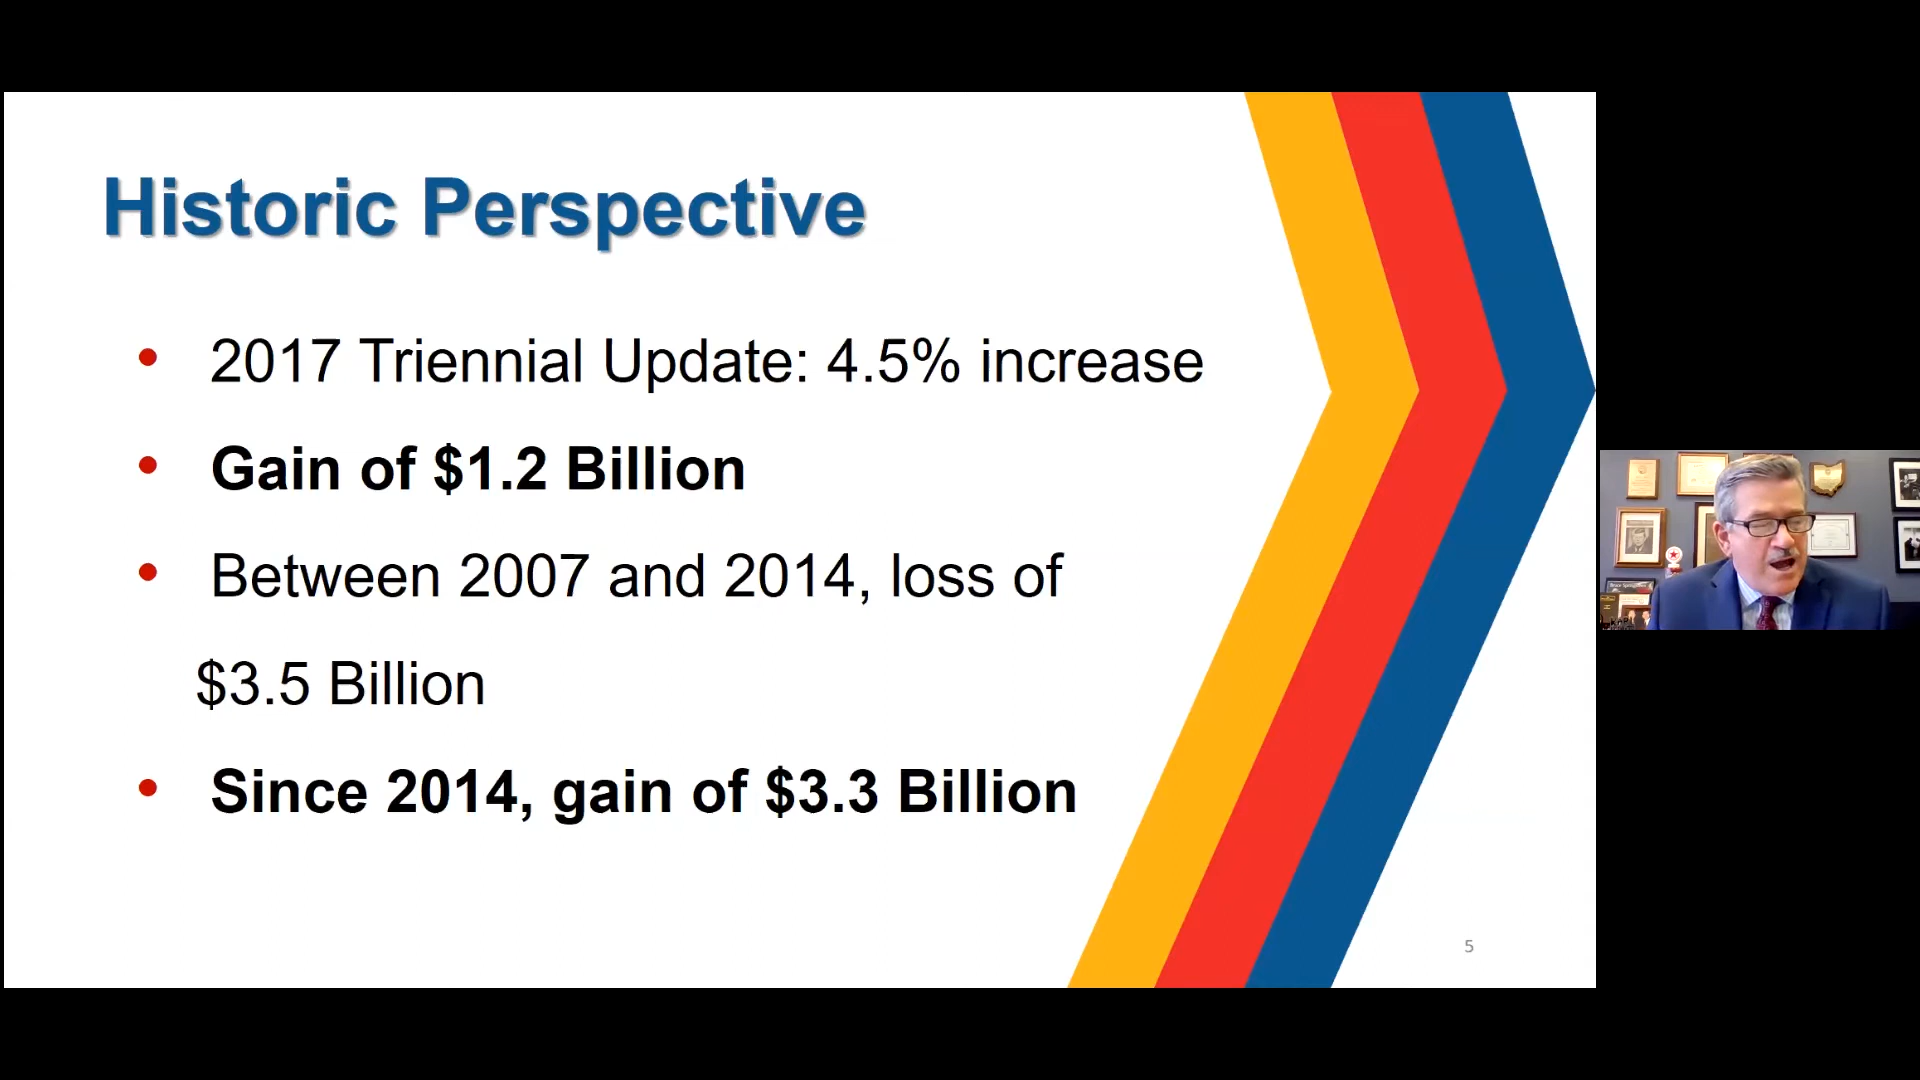 Historic Perspective
• 2017 Triennial Update: 4.5% increase
• Gain of $1.2 Billion
• Between 2007 and 2014, loss of
$3.5 Billion
• Since 2014, gain of $3.3 Billion
5